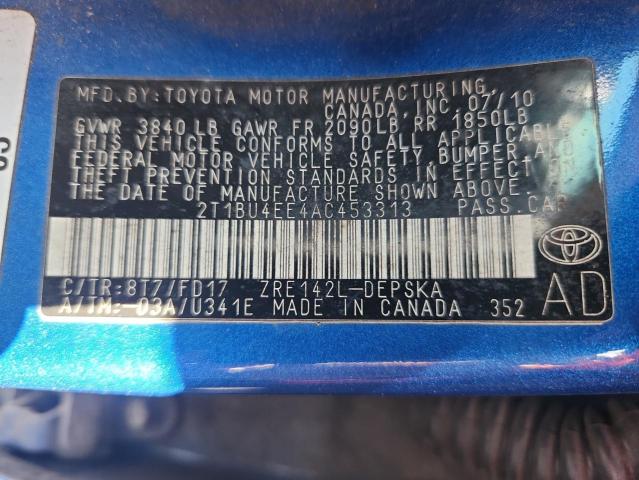 MFD.BY:TOYOTA MOTOR MANUFACTURING,
CANADA INC. 07/10
GVWR 3840 LB GAWR FR 2090LB RR 1850LB
THIS VEHICLE CONFORMS TO ALL APPLICABLE
FEDERAL MOTOR VEHICLE SAFETY, BUMPER, AND
THEFT PREVENTION STANDARDS IN EFFECT ON
THE DATE OF MANUFACTURE SHOWN ABOVE.
2T1BU4EE4AC453313 PASS.CAR
C/TR:8T7/FD17 ZRE142L-DEPSKA
A/TM:-03A/U341E MADE IN CANADA 352
AD